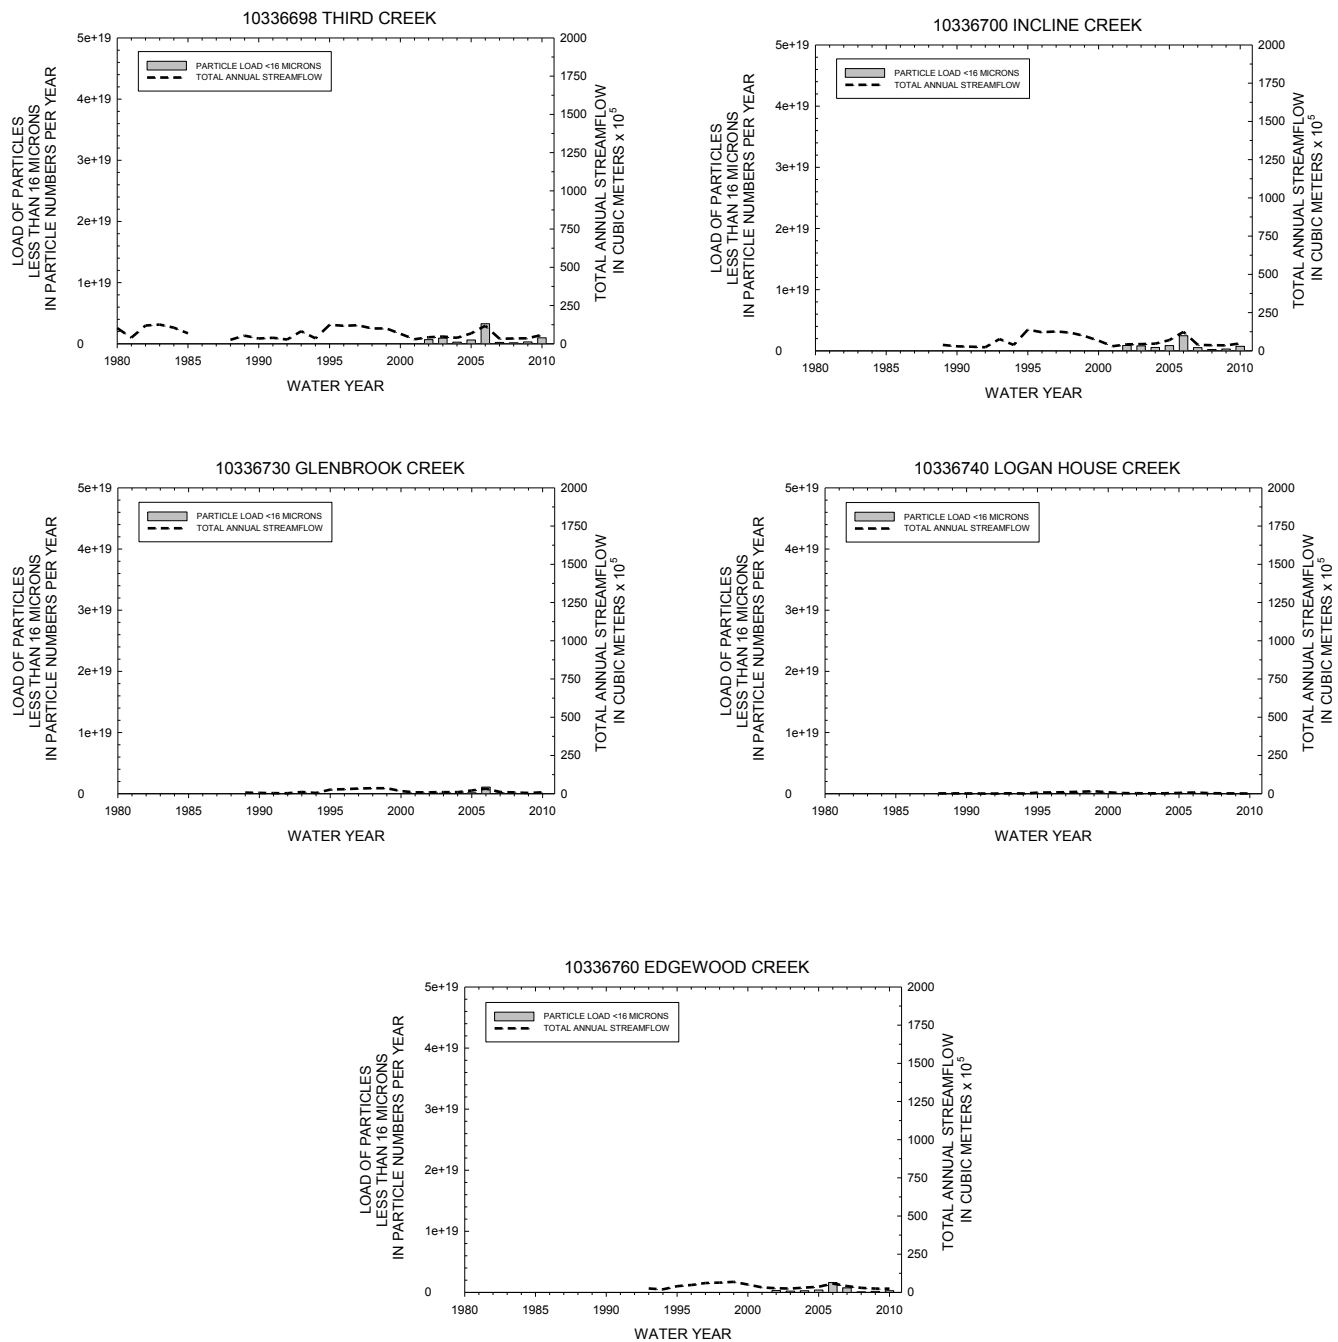 10336698 THIRD CREEK
LOAD OF PARTICLES
LESS THAN 16 MICRONS
IN PARTICLE NUMBERS PER YEAR
5e+19
4e+19
3e+19
2e+19
1e+19
0
PARTICLE LOAD <16 MICRONS
TOTAL ANNUAL STREAMFLOW
2000
1750
1500
1250
1000
750
500
250
0
TOTAL ANNUAL STREAMFLOW
IN CUBIC METERS x 10⁵
1980 1985 1990 1995 2000 2005 2010
WATER YEAR
10336700 INCLINE CREEK
LOAD OF PARTICLES
LESS THAN 16 MICRONS
IN PARTICLE NUMBERS PER YEAR
5e+19
4e+19
3e+19
2e+19
1e+19
0
PARTICLE LOAD <16 MICRONS
TOTAL ANNUAL STREAMFLOW
2000
1750
1500
1250
1000
750
500
250
0
TOTAL ANNUAL STREAMFLOW
IN CUBIC METERS x 10⁵
1980 1985 1990 1995 2000 2005 2010
WATER YEAR
10336730 GLENBROOK CREEK
LOAD OF PARTICLES
LESS THAN 16 MICRONS
IN PARTICLE NUMBERS PER YEAR
5e+19
4e+19
3e+19
2e+19
1e+19
0
PARTICLE LOAD <16 MICRONS
TOTAL ANNUAL STREAMFLOW
2000
1750
1500
1250
1000
750
500
250
0
TOTAL ANNUAL STREAMFLOW
IN CUBIC METERS x 10⁵
1980 1985 1990 1995 2000 2005 2010
WATER YEAR
10336740 LOGAN HOUSE CREEK
LOAD OF PARTICLES
LESS THAN 16 MICRONS
IN PARTICLE NUMBERS PER YEAR
5e+19
4e+19
3e+19
2e+19
1e+19
0
PARTICLE LOAD <16 MICRONS
TOTAL ANNUAL STREAMFLOW
2000
1750
1500
1250
1000
750
500
250
0
TOTAL ANNUAL STREAMFLOW
IN CUBIC METERS x 10⁵
1980 1985 1990 1995 2000 2005 2010
WATER YEAR
10336760 EDGEWOOD CREEK
LOAD OF PARTICLES
LESS THAN 16 MICRONS
IN PARTICLE NUMBERS PER YEAR
5e+19
4e+19
3e+19
2e+19
1e+19
0
PARTICLE LOAD <16 MICRONS
TOTAL ANNUAL STREAMFLOW
2000
1750
1500
1250
1000
750
500
250
0
TOTAL ANNUAL STREAMFLOW
IN CUBIC METERS x 10⁵
1980 1985 1990 1995 2000 2005 2010
WATER YEAR